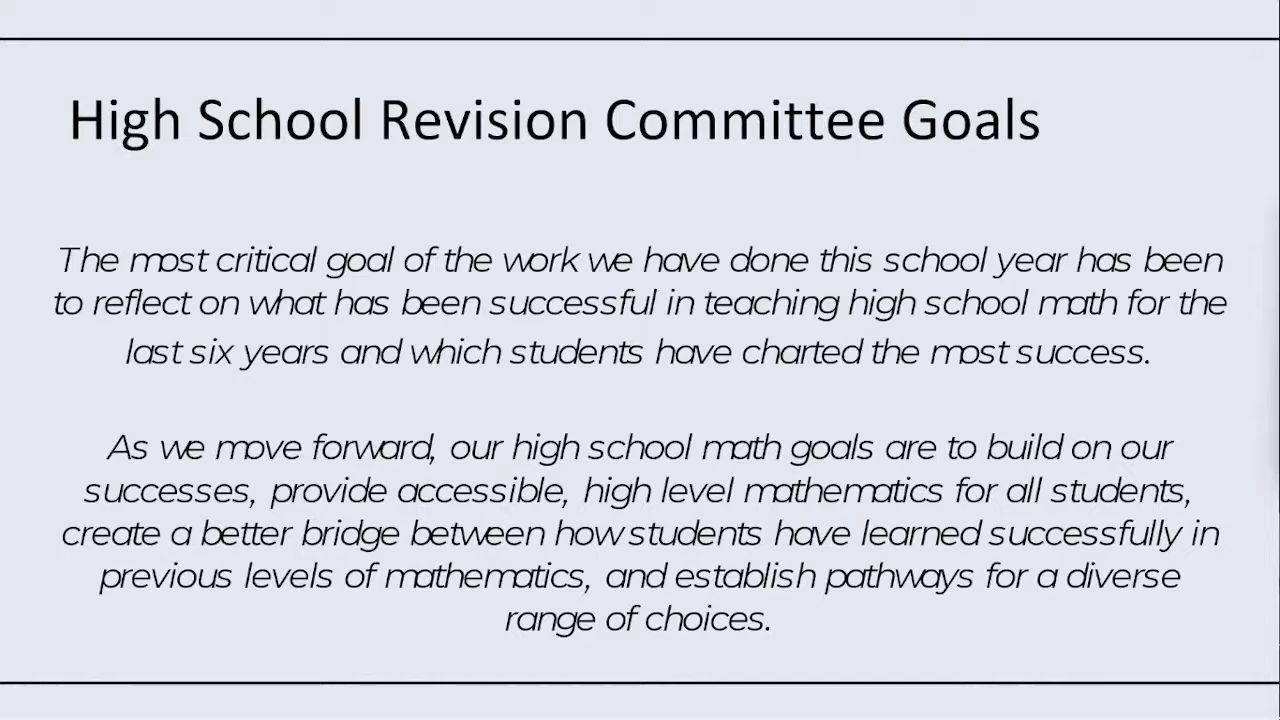 High School Revision Committee Goals
The most critical goal of the work we have done this school year has been
to reflect on what has been successful in teaching high school math for the
last six years and which students have charted the most success.
As we move forward, our high school math goals are to build on our
successes, provide accessible, high level mathematics for all students,
create a better bridge between how students have learned successfully in
previous levels of mathematics, and establish pathways for a diverse
range of choices.